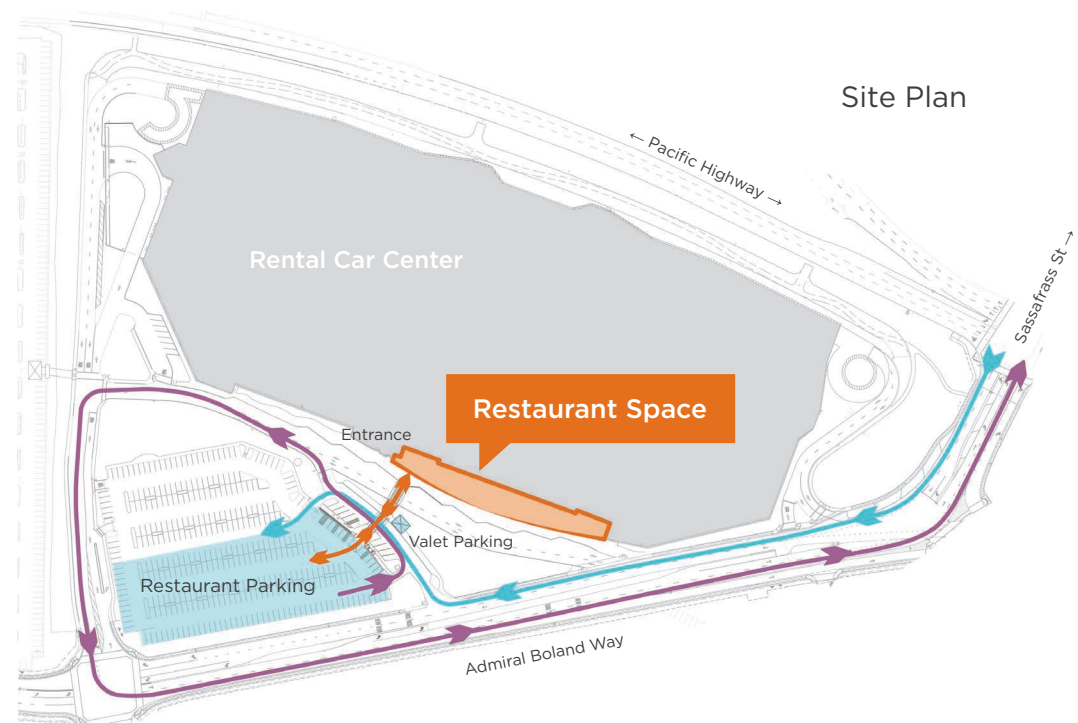 Site Plan
← Pacific Highway →
Sassafrass St →
Rental Car Center
Restaurant Space
Entrance
Valet Parking
Restaurant Parking
Admiral Boland Way